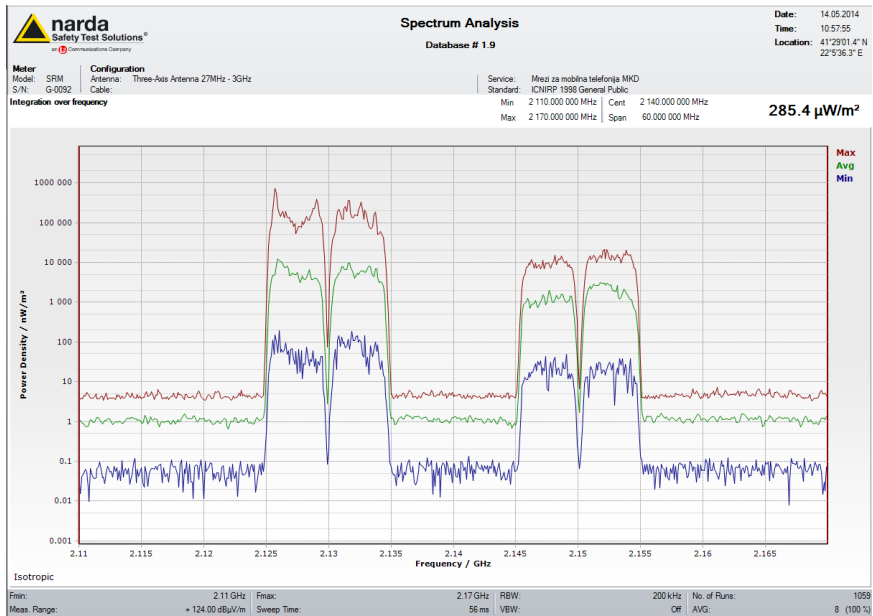 narda
Safety Test Solutions®
an L3 Communications Company
Spectrum Analysis
Database # 1.9
Date: 14.05.2014
Time: 10:57:55
Location: 41°29'01.4" N
22°5'36.3" E
Meter
Model: SRM
S/N: G-0092
Configuration
Antenna: Three-Axis Antenna 27MHz - 3GHz
Cable:
Service: Mrezi za mobilna telefonija MKD
Standard: ICNIRP 1998 General Public
Integration over frequency
Min 2 110.000 000 MHz Cent 2 140.000 000 MHz
Max 2 170.000 000 MHz Span 60.000 000 MHz
285.4 µW/m²
Max
Avg
Min
Power Density / nW/m²
1000 000
100 000
10 000
1 000
100
10
1
0.1
0.01
0.001
2.11 2.115 2.12 2.125 2.13 2.135 2.14 2.145 2.15 2.155 2.16 2.165
Frequency / GHz
Isotropic
Fmin: 2.11 GHz Fmax: 2.17 GHz RBW: 200 kHz No. of Runs: 1059
Meas. Range: + 124.00 dBµV/m Sweep Time: 56 ms VBW: Off AVG: 8 (100 %)